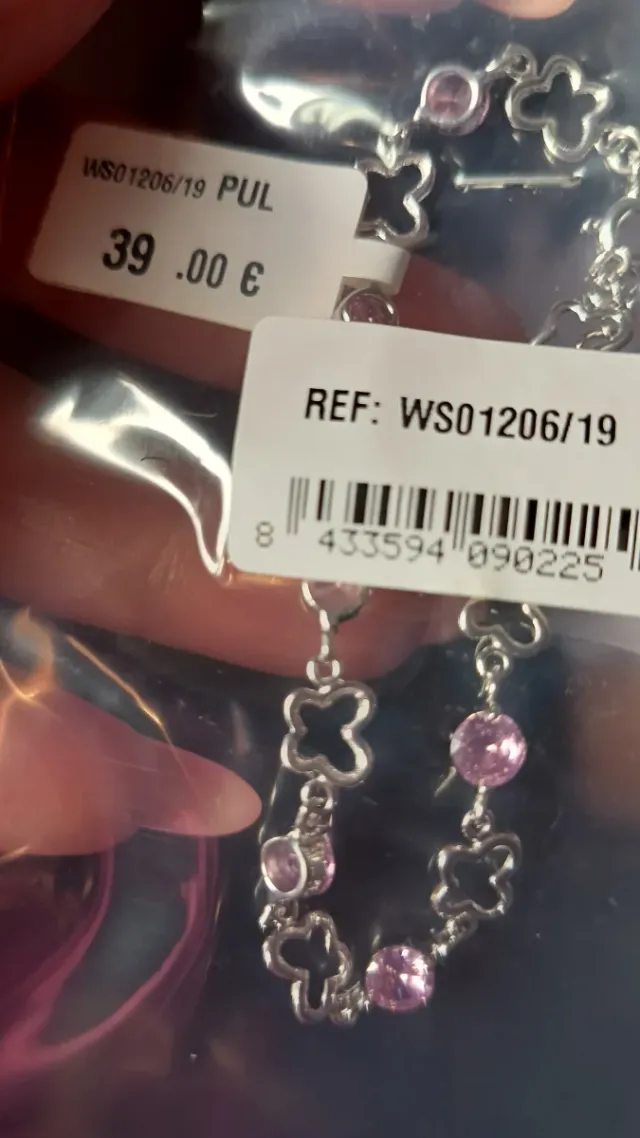 WS01206/19 PUL
39 .00 €
REF: WS01206/19
8 433594 090225